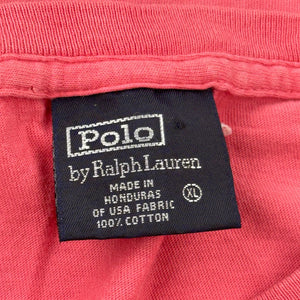 Polo
by Ralph Lauren
MADE IN
HONDURAS
OF USA FABRIC
100% COTTON
XL